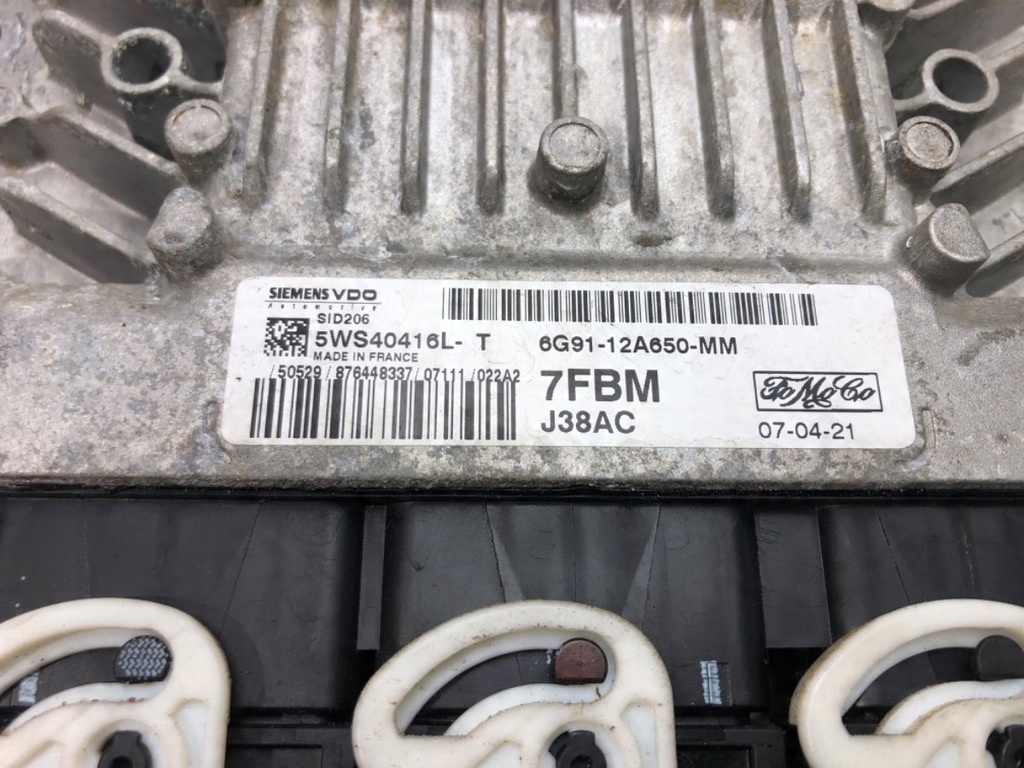 SIEMENS VDO
Automotive
SID206
5WS40416L- T
MADE IN FRANCE
/50529/876448337/07111/022A2
6G91-12A650-MM
7FBM
J38AC
FoMoCo
07-04-21